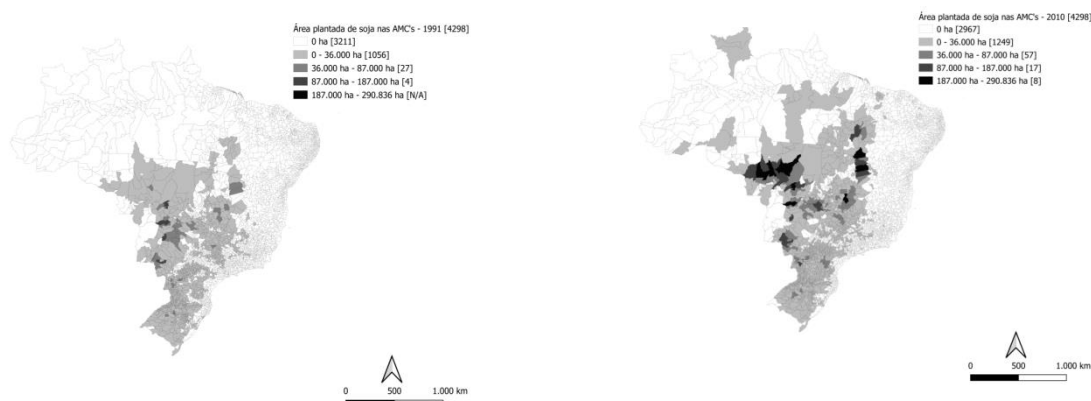 Área plantada de soja nas AMC's - 1991 [4298]
0 ha [3211]
0 - 36.000 ha [1056]
36.000 ha - 87.000 ha [27]
87.000 ha - 187.000 ha [4]
187.000 ha - 290.836 ha [N/A]
0 500 1.000 km
Área plantada de soja nas AMC's - 2010 [4298]
0 ha [2967]
0 - 36.000 ha [1249]
36.000 ha - 87.000 ha [57]
87.000 ha - 187.000 ha [17]
187.000 ha - 290.836 ha [8]
0 500 1.000 km